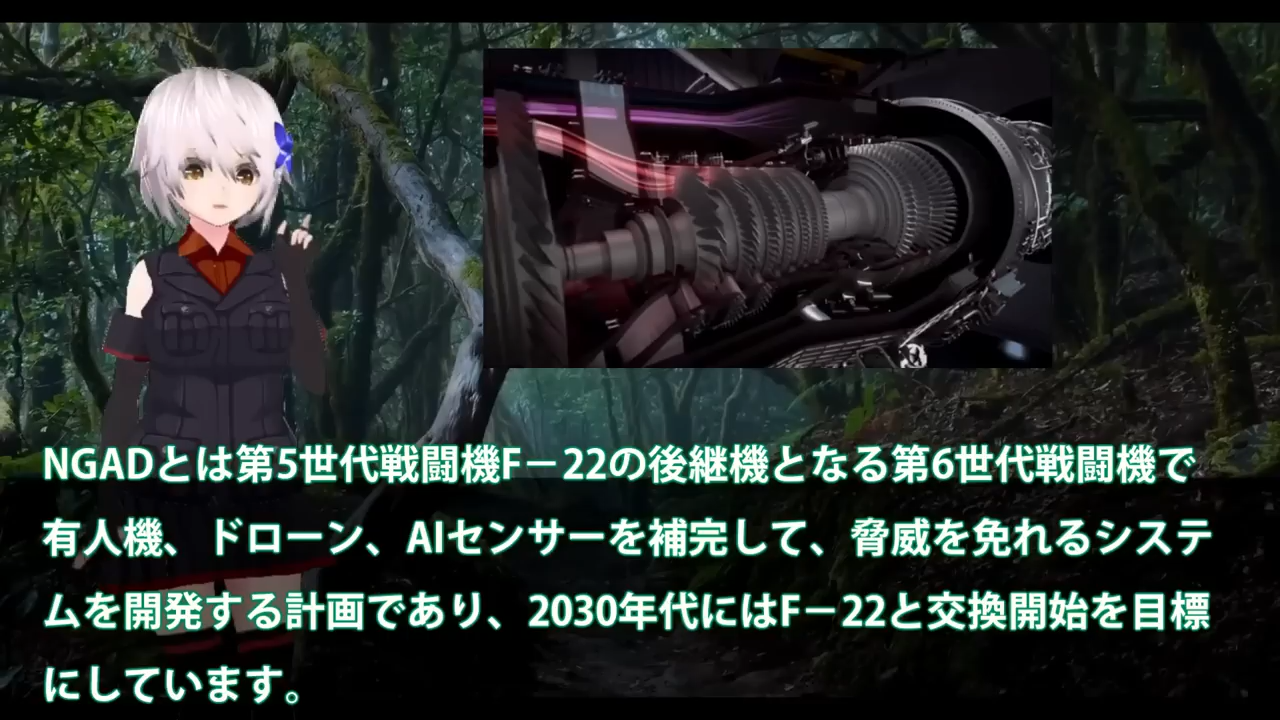 NGADとは第5世代戦闘機F－22の後継機となる第6世代戦闘機で
有人機、ドローン、AIセンサーを補完して、脅威を免れるシステ
ムを開発する計画であり、2030年代にはF－22と交換開始を目標
にしています。